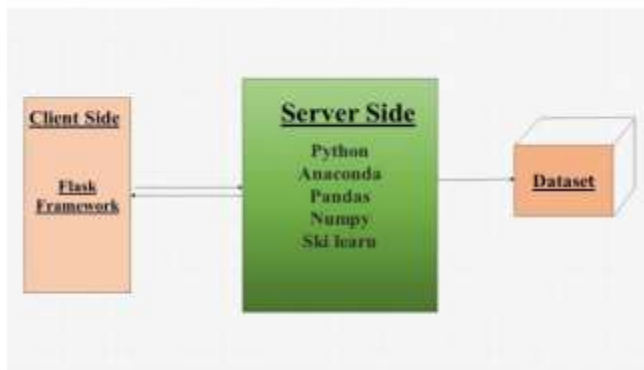 Client Side
Flask
Framework
Server Side
Python
Anaconda
Pandas
Numpy
Ski learn
Dataset